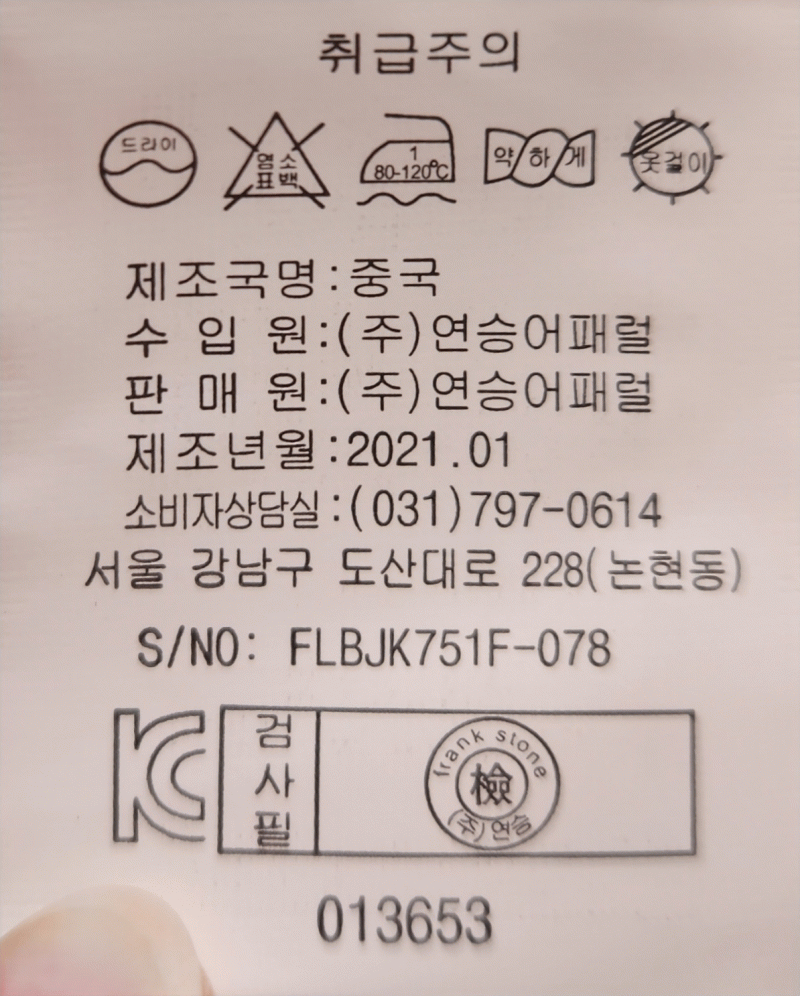 취급주의
드라이
염소
표백
1
80-120℃
약하게
옷걸이
제조국명:중국
수 입 원:(주)연승어패럴
판 매 원:(주)연승어패럴
제조년월:2021.01
소비자상담실:(031)797-0614
서울 강남구 도산대로 228(논현동)
S/NO: FLBJK751F-078
KC
검사필
frank stone
檢
(주)연승
013653